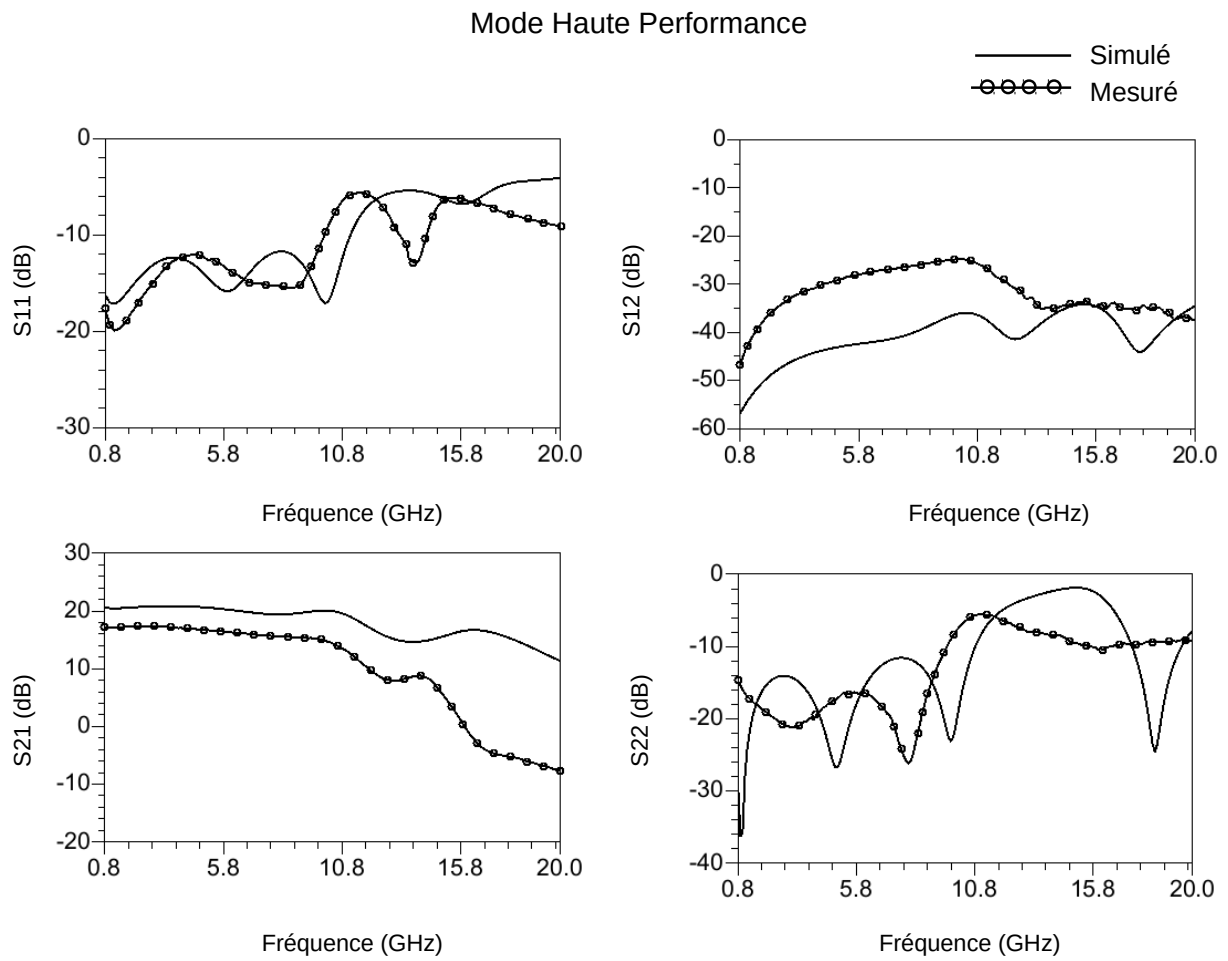 Mode Haute Performance
Simulé
Mesuré
0
-10
-20
-30
S11 (dB)
0.8 5.8 10.8 15.8 20.0
Fréquence (GHz)
0
-10
-20
-30
-40
-50
-60
S12 (dB)
0.8 5.8 10.8 15.8 20.0
Fréquence (GHz)
30
20
10
0
-10
-20
S21 (dB)
0.8 5.8 10.8 15.8 20.0
Fréquence (GHz)
0
-10
-20
-30
-40
S22 (dB)
0.8 5.8 10.8 15.8 20.0
Fréquence (GHz)